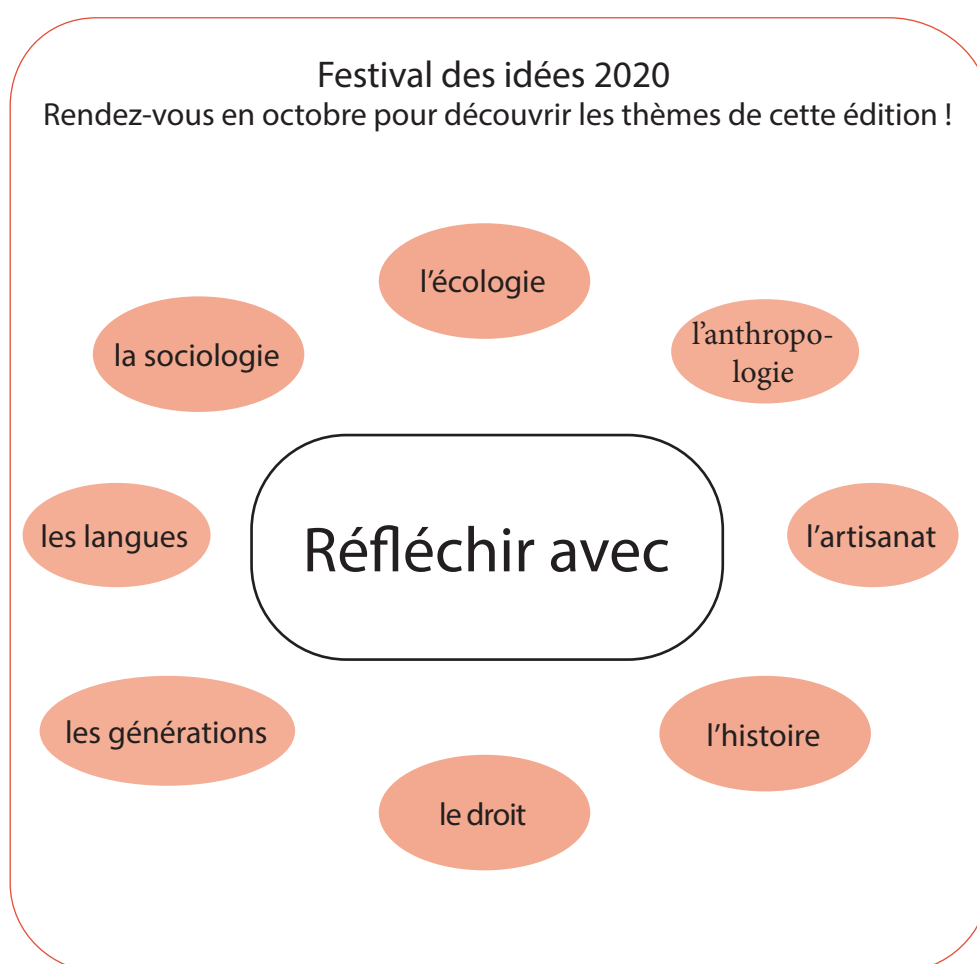 Festival des idées 2020
Rendez-vous en octobre pour découvrir les thèmes de cette édition !
l’écologie
la sociologie
l’anthropo-
logie
les langues
Réfléchir avec
l’artisanat
les générations
l’histoire
le droit